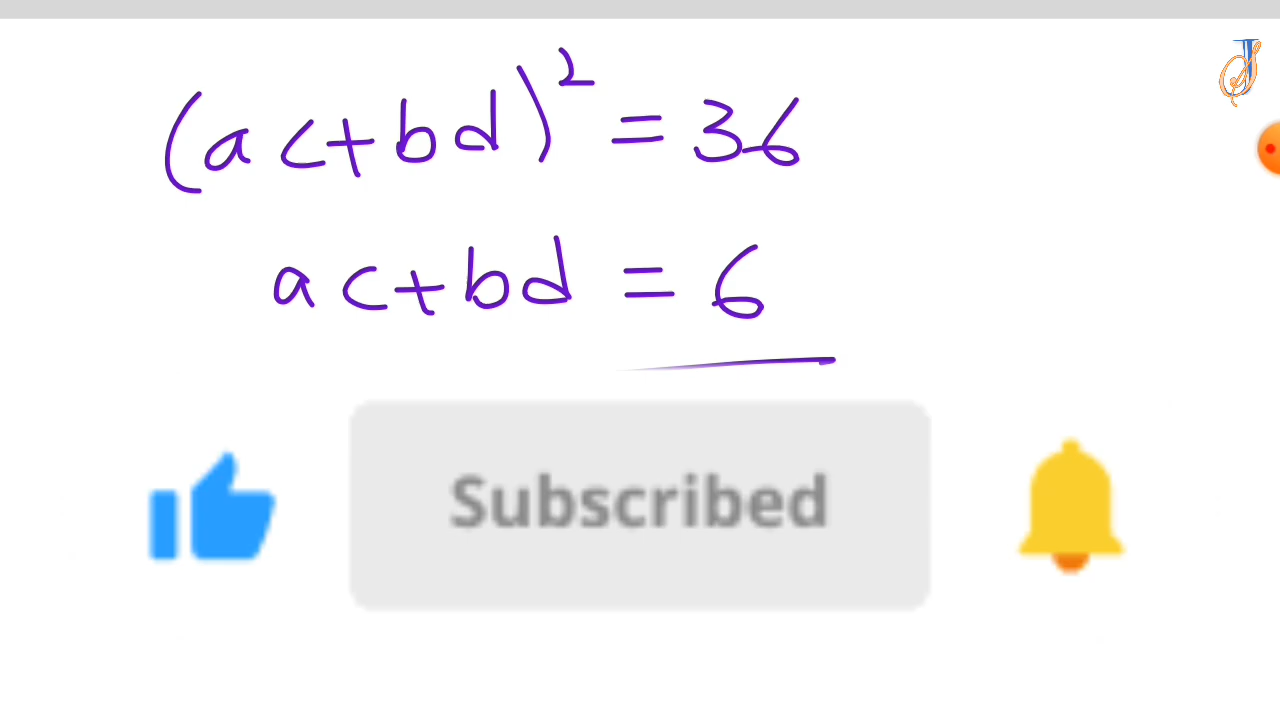 (ac+bd)² = 36
ac+bd = 6
Subscribed